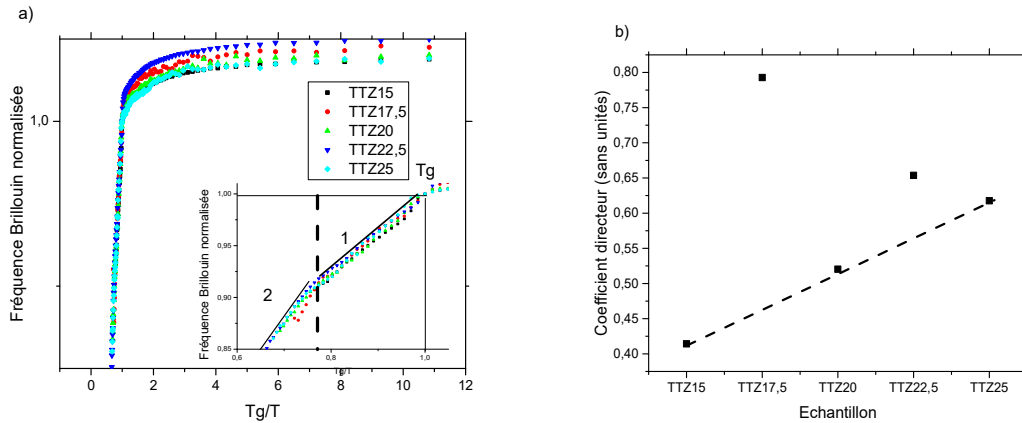 a)
Fréquence Brillouin normalisée
1,0
TTZ15
TTZ17,5
TTZ20
TTZ22,5
TTZ25
Tg
Fréquence Brillouin normalisée
1,00
0,95
0,90
0,85
1
2
0,6
0,8
1,0
Tg/T
0
2
4
6
8
10
12
Tg/T
b)
Coefficient directeur (sans unités)
0,80
0,75
0,70
0,65
0,60
0,55
0,50
0,45
0,40
TTZ15
TTZ17,5
TTZ20
TTZ22,5
TTZ25
Echantillon